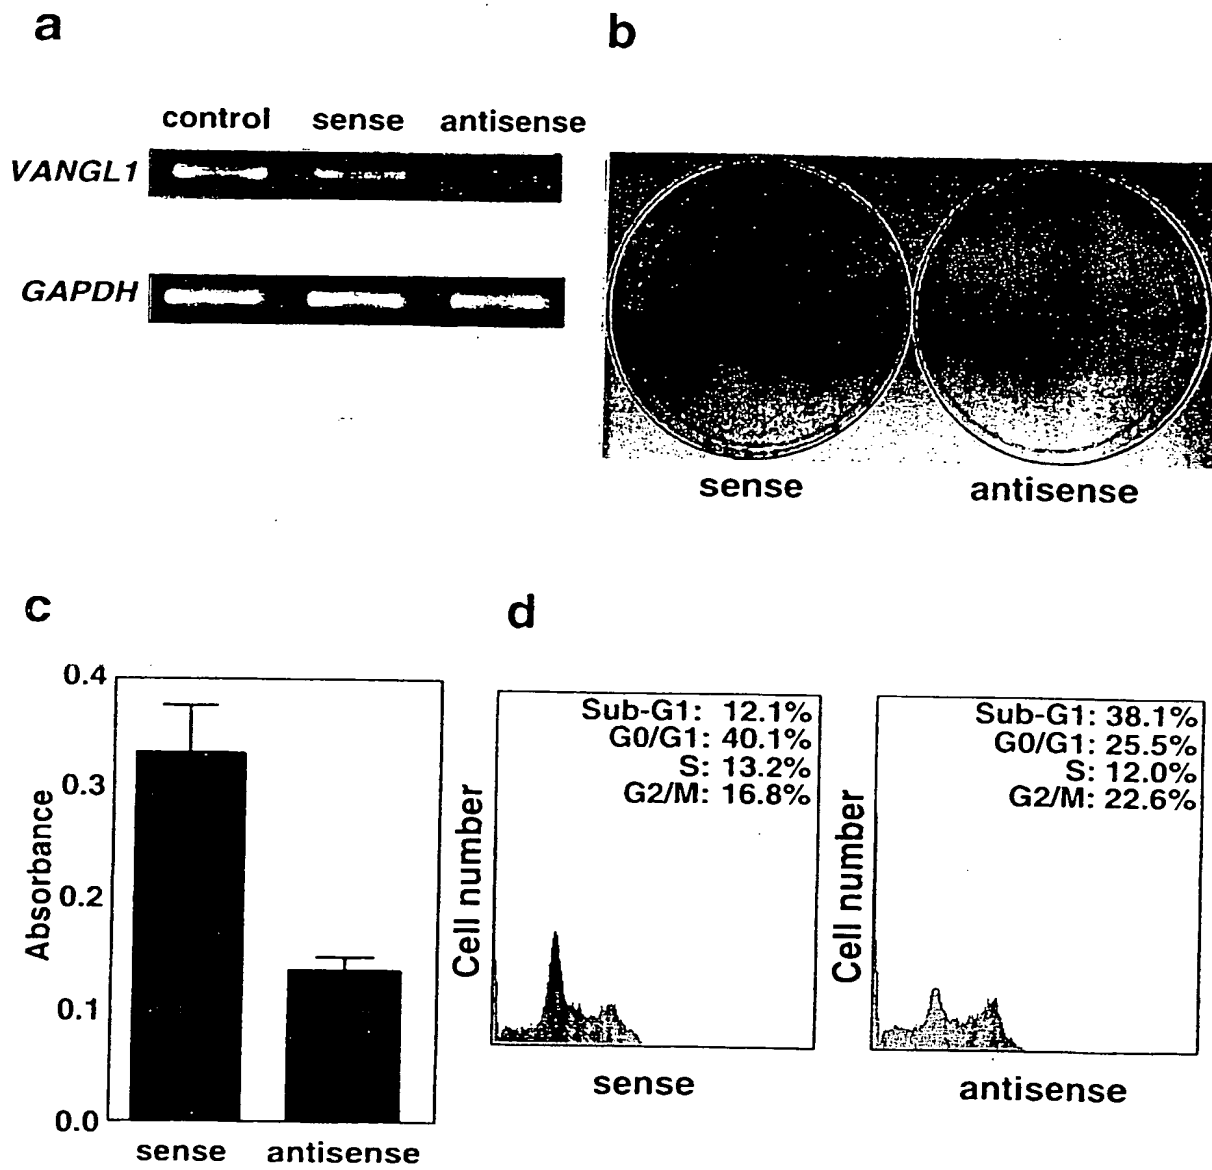 a
control sense antisense
VANGL1
GAPDH
b
sense antisense
c
0.4
0.3
0.2
0.1
0.0
Absorbance
sense antisense
d
Sub-G1: 12.1%
G0/G1: 40.1%
S: 13.2%
G2/M: 16.8%
Cell number
sense
Sub-G1: 38.1%
G0/G1: 25.5%
S: 12.0%
G2/M: 22.6%
Cell number
antisense